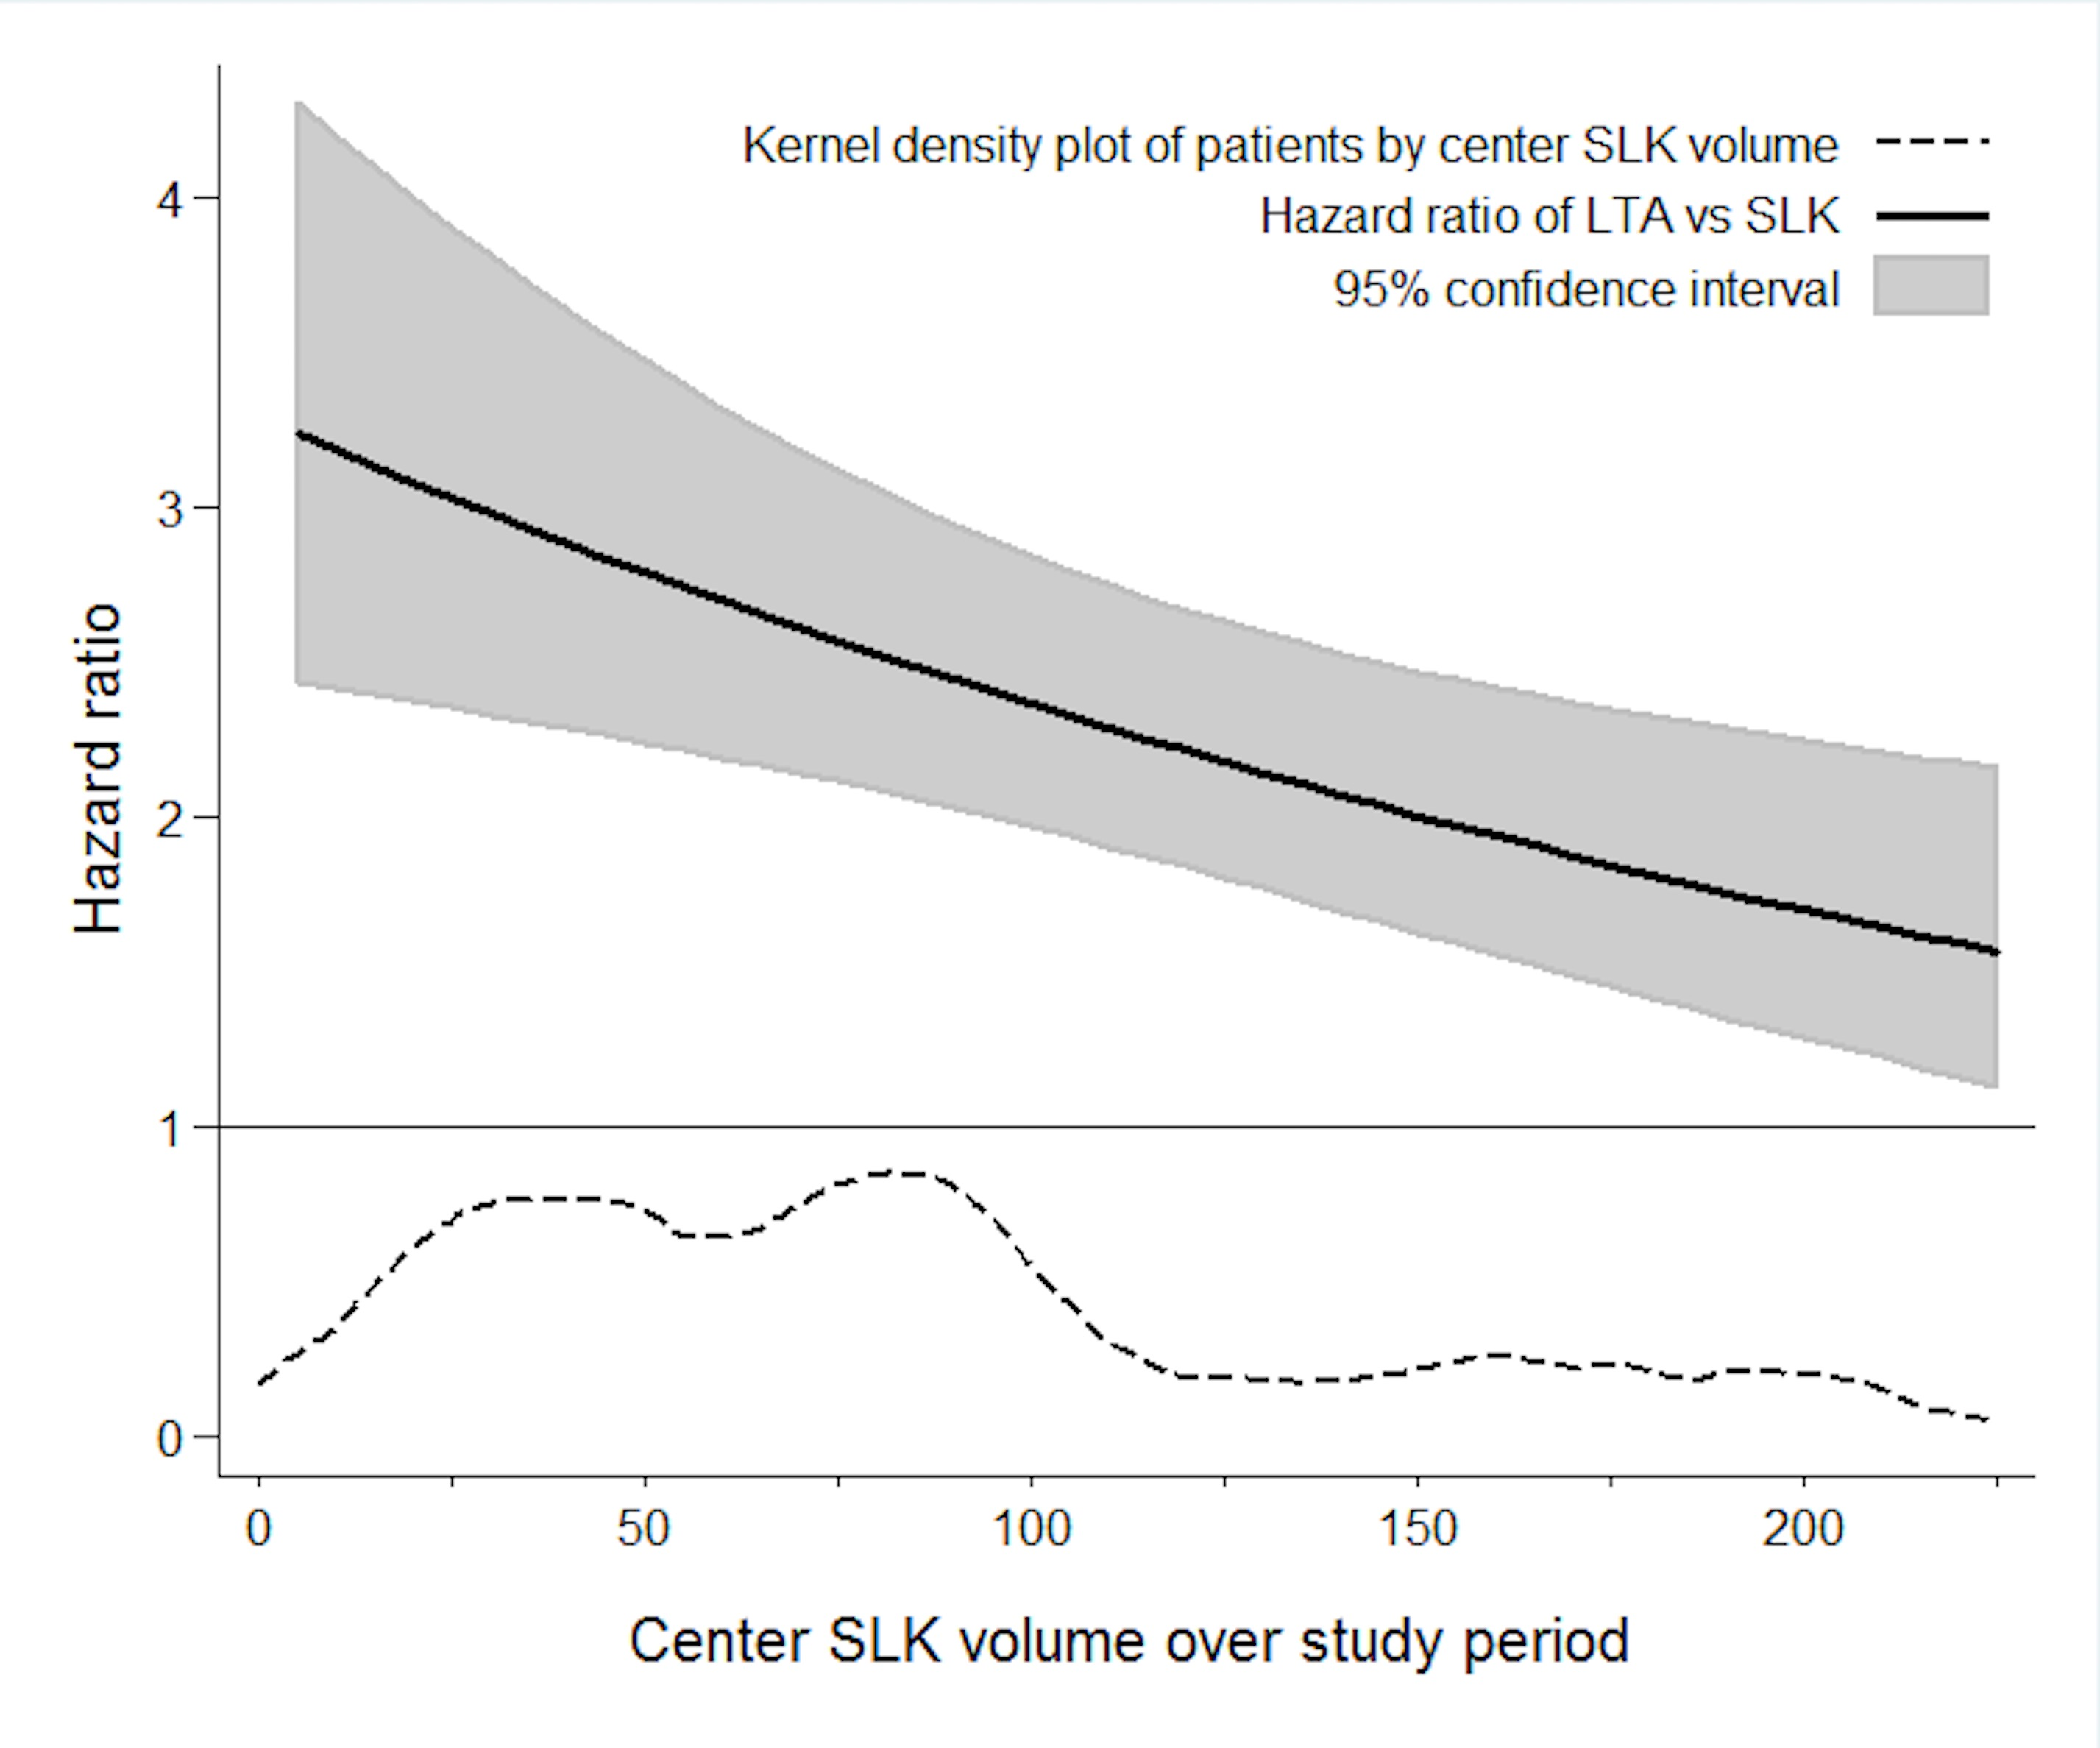 Kernel density plot of patients by center SLK volume
Hazard ratio of LTA vs SLK
95% confidence interval
Hazard ratio
4
3
2
1
0
0 50 100 150 200
Center SLK volume over study period